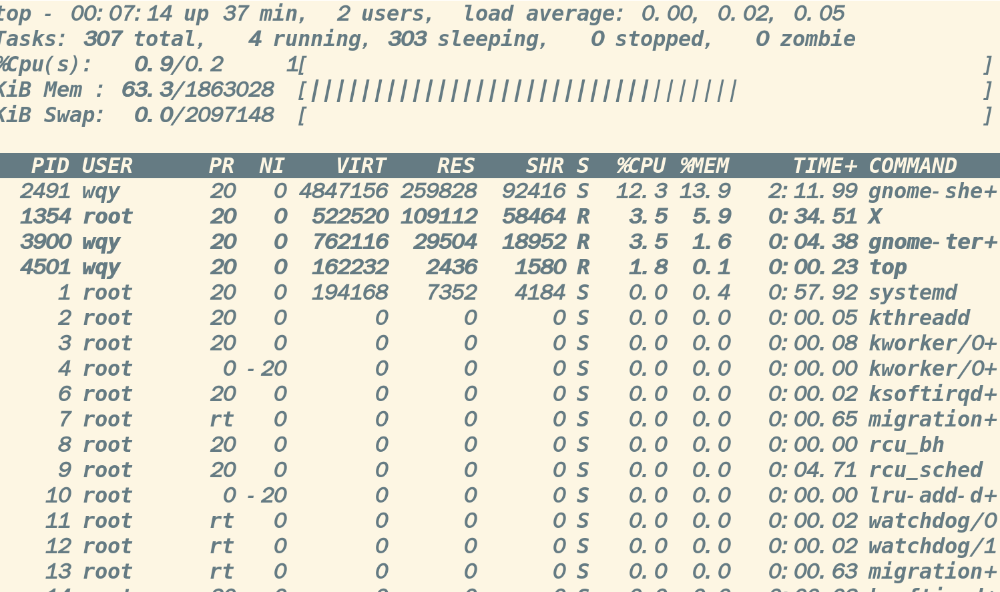 top - 00:07:14 up 37 min,  2 users,  load average: 0.00, 0.02, 0.05
Tasks: 307 total,   4 running, 303 sleeping,   0 stopped,   0 zombie
%Cpu(s):   0.9/0.2     1[                                                      ]
KiB Mem : 63.3/1863028  [||||||||||||||||||||||||||||||||||                    ]
KiB Swap:  0.0/2097148  [                                                      ]
PID USER      PR  NI    VIRT    RES    SHR S  %CPU %MEM     TIME+ COMMAND
2491 wqy       20   0 4847156 259828  92416 S  12.3 13.9   2:11.99 gnome-she+
1354 root      20   0  522520 109112  58464 R   3.5  5.9   0:34.51 X
3900 wqy       20   0  762116  29504  18952 R   3.5  1.6   0:04.38 gnome-ter+
4501 wqy       20   0  162232   2436   1580 R   1.8  0.1   0:00.23 top
1 root      20   0  194168   7352   4184 S   0.0  0.4   0:57.92 systemd
2 root      20   0       0      0      0 S   0.0  0.0   0:00.05 kthreadd
3 root      20   0       0      0      0 S   0.0  0.0   0:00.08 kworker/0+
4 root       0 -20       0      0      0 S   0.0  0.0   0:00.00 kworker/0+
6 root      20   0       0      0      0 S   0.0  0.0   0:00.02 ksoftirqd+
7 root      rt   0       0      0      0 S   0.0  0.0   0:00.65 migration+
8 root      20   0       0      0      0 S   0.0  0.0   0:00.00 rcu_bh
9 root      20   0       0      0      0 S   0.0  0.0   0:04.71 rcu_sched
10 root       0 -20       0      0      0 S   0.0  0.0   0:00.00 lru-add-d+
11 root      rt   0       0      0      0 S   0.0  0.0   0:00.02 watchdog/0
12 root      rt   0       0      0      0 S   0.0  0.0   0:00.02 watchdog/1
13 root      rt   0       0      0      0 S   0.0  0.0   0:00.63 migration+